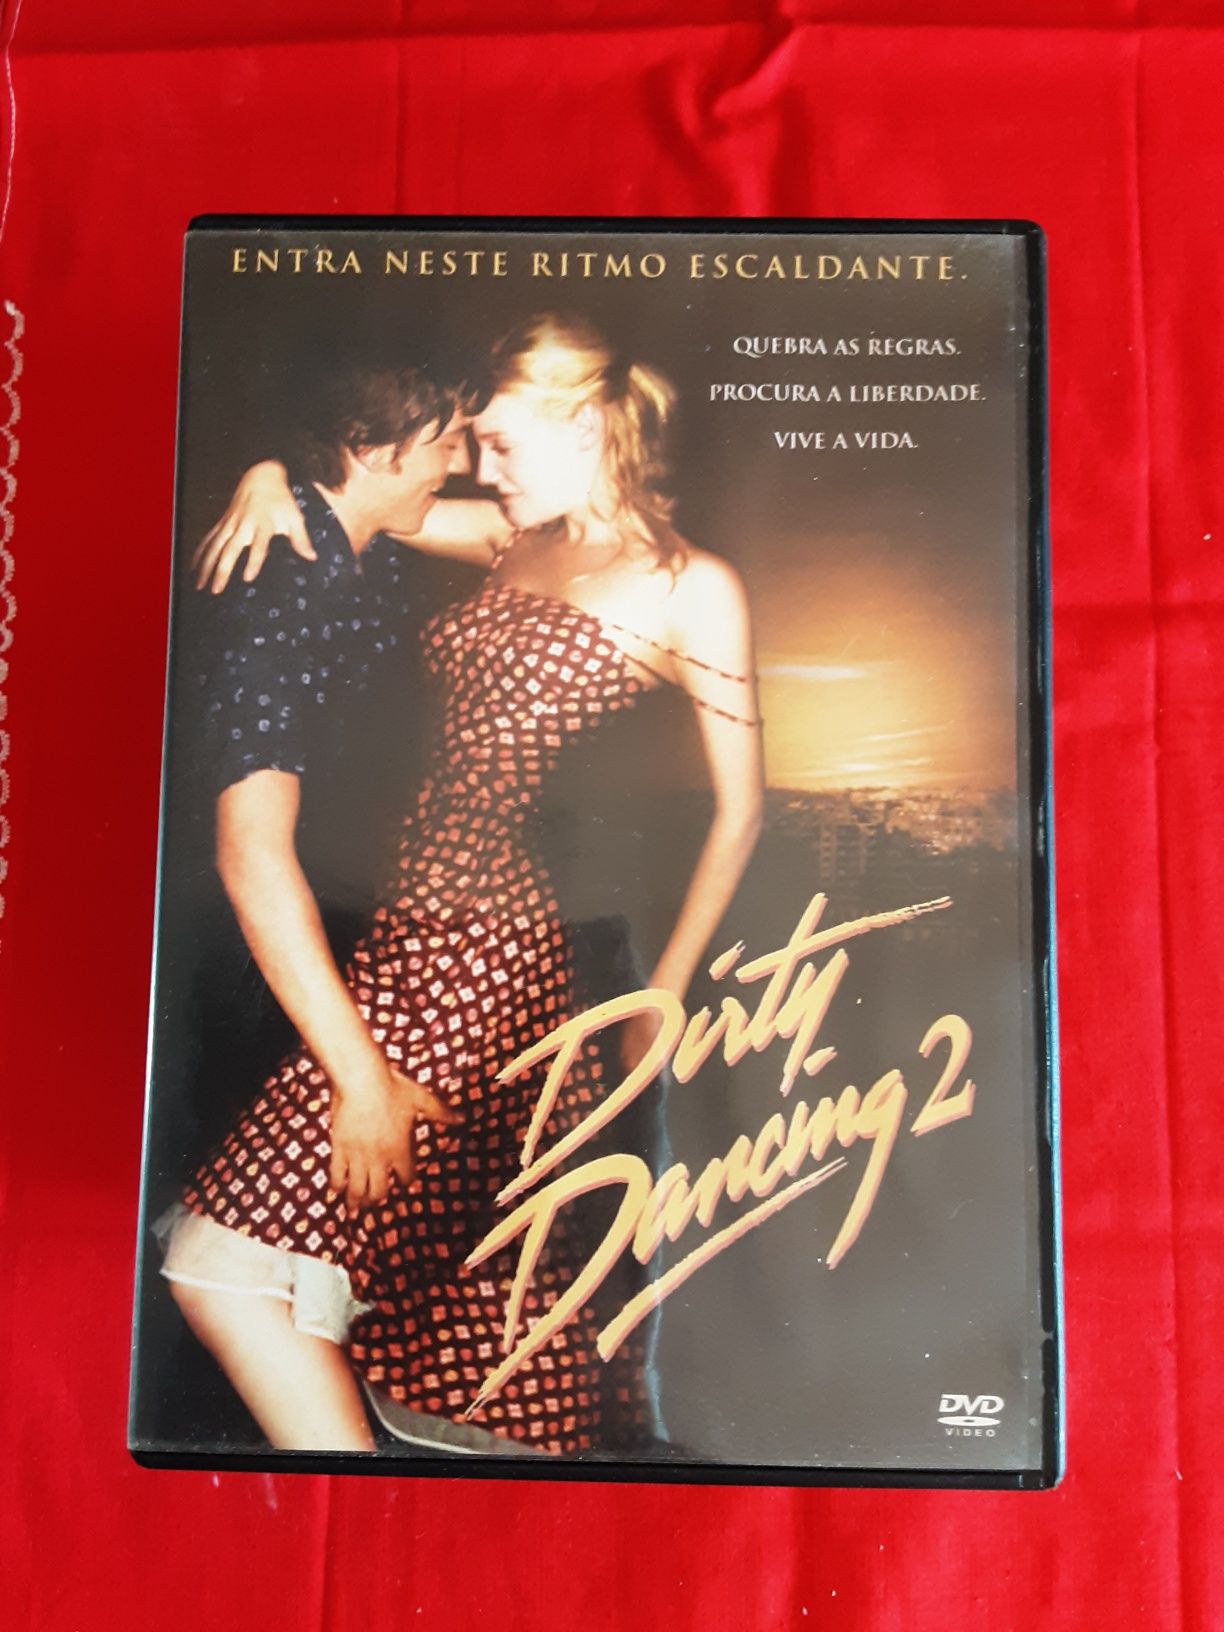 ENTRA NESTE RITMO ESCALDANTE.
QUEBRA AS REGRAS.
PROCURA A LIBERDADE.
VIVE A VIDA.
Dirty
Dancing 2
DVD
VIDEO